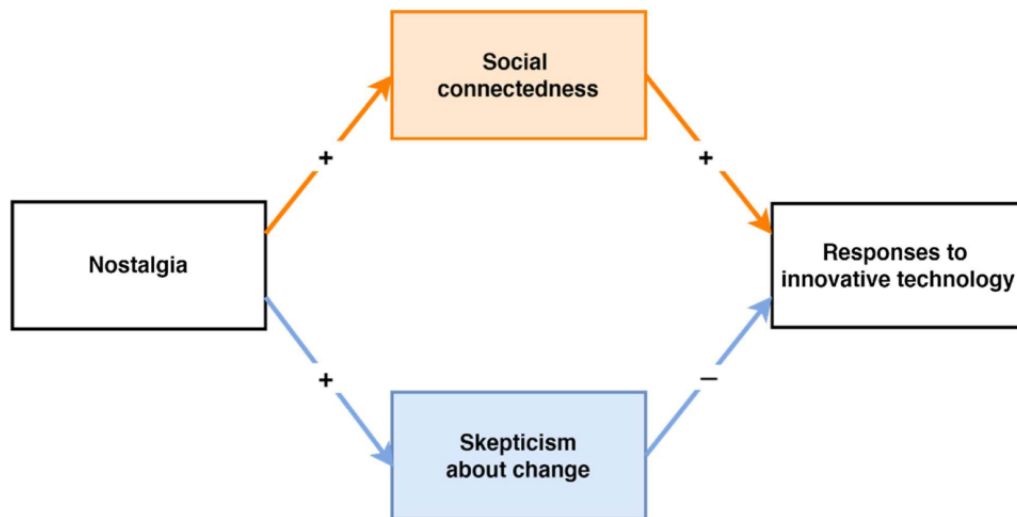 Social
connectedness
+
+
Nostalgia
Responses to
innovative technology
+
–
Skepticism
about change